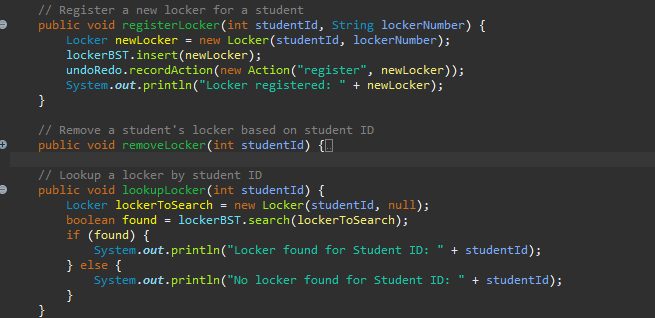 // Register a new locker for a student
public void registerLocker(int studentId, String lockerNumber) {
Locker newLocker = new Locker(studentId, lockerNumber);
lockerBST.insert(newLocker);
undoRedo.recordAction(new Action("register", newLocker));
System.out.println("Locker registered: " + newLocker);
}
// Remove a student's locker based on student ID
public void removeLocker(int studentId) {
// Lookup a locker by student ID
public void lookupLocker(int studentId) {
Locker lockerToSearch = new Locker(studentId, null);
boolean found = lockerBST.search(lockerToSearch);
if (found) {
System.out.println("Locker found for Student ID: " + studentId);
} else {
System.out.println("No locker found for Student ID: " + studentId);
}
}